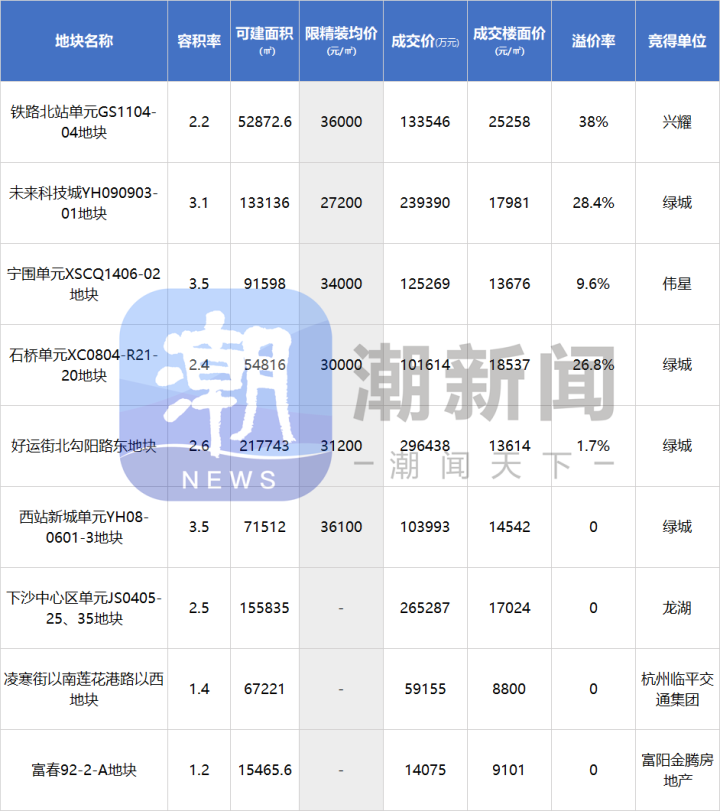 地块名称 容积率 可建面积(㎡) 限精装均价(元/㎡) 成交价(万元) 成交楼面价(元/㎡) 溢价率 竞得单位
铁路北站单元GS1104-04地块 2.2 52872.6 36000 133546 25258 38% 兴耀
未来科技城YH090903-01地块 3.1 133136 27200 239390 17981 28.4% 绿城
宁围单元XSCQ1406-02地块 3.5 91598 34000 125269 13676 9.6% 伟星
石桥单元XC0804-R21-20地块 2.4 54816 30000 101614 18537 26.8% 绿城
好运街北勾阳路东地块 2.6 217743 31200 296438 13614 1.7% 绿城
西站新城单元YH08-0601-3地块 3.5 71512 36100 103993 14542 0 绿城
下沙中心区单元JS0405-25、35地块 2.5 155835 - 265287 17024 0 龙湖
凌寒街以南莲花港路以西地块 1.4 67221 - 59155 8800 0 杭州临平交通集团
富春92-2-A地块 1.2 15465.6 - 14075 9101 0 富阳金腾房地产
潮
NEWS
潮新闻
潮闻天下